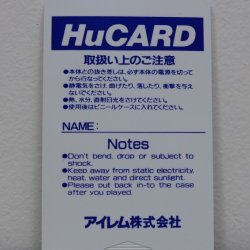 HuCARD
取扱い上のご注意
●本体との抜き差しは、必ず本体の電源を切って
から行なってください。
●静電気をさけ、曲げたり、落したり、衝撃を与え
ないでください。
●熱、水分、直射日光をさけてください。
●使用後はビニールケースに入れてください。
NAME:
Notes
●Don't bend, drop or subject to
shock.
●Keep away from static electricity,
heat, water and direct sunlight.
●Please put back in-to the case
after you played.
アイレム株式会社